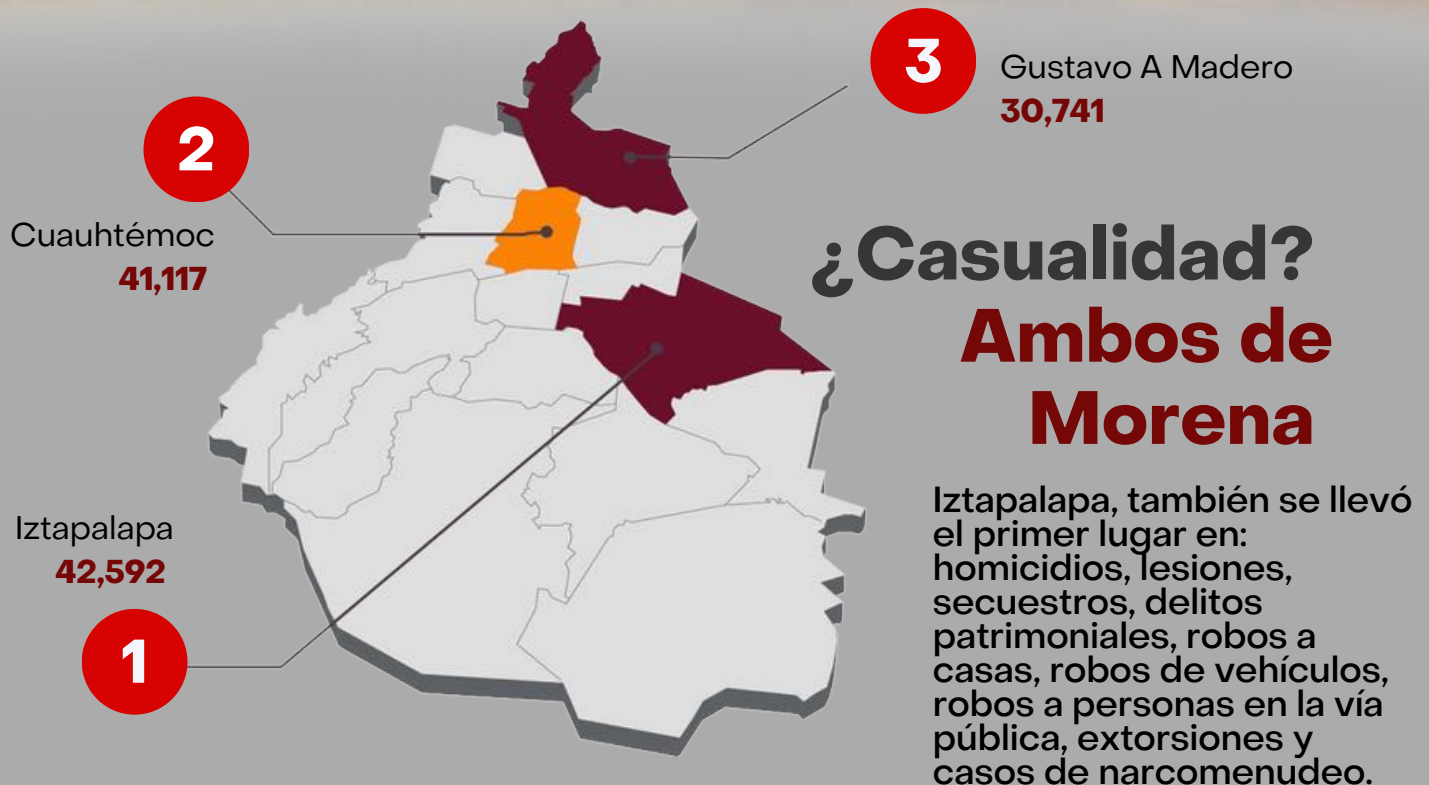 3
Gustavo A Madero
30,741
2
Cuauhtémoc
41,117
¿Casualidad?
Ambos de
Morena
Iztapalapa, también se llevó
el primer lugar en:
homicidios, lesiones,
secuestros, delitos
patrimoniales, robos a
casas, robos de vehículos,
robos a personas en la vía
pública, extorsiones y
casos de narcomenudeo.
Iztapalapa
42,592
1